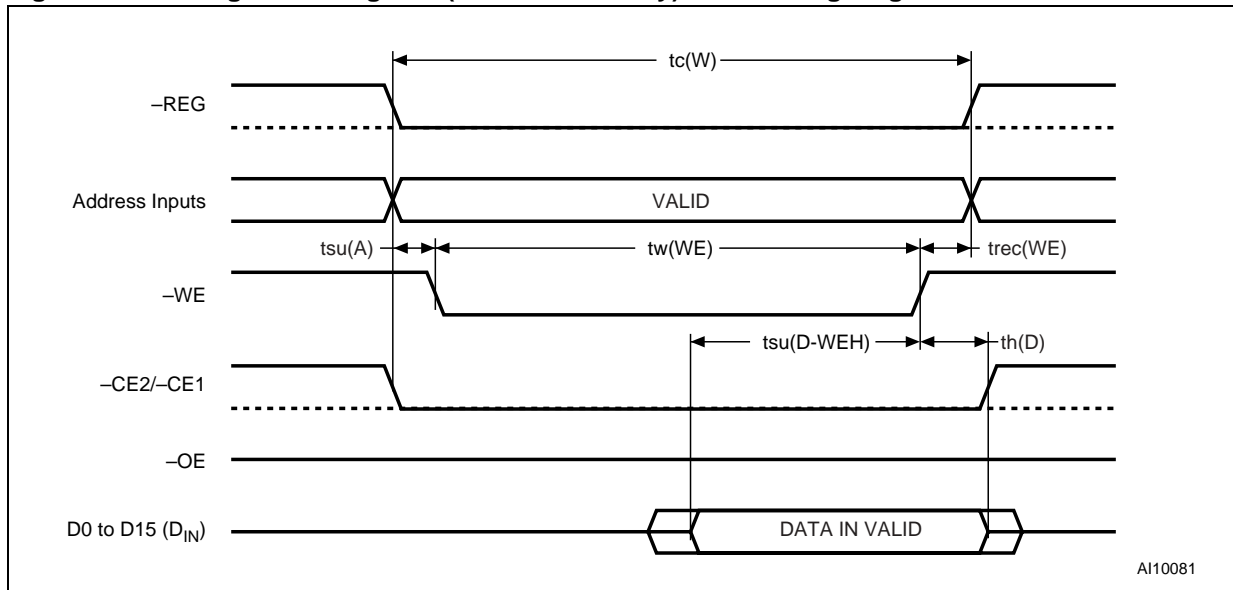 tc(W)
–REG
Address Inputs
VALID
tsu(A)
tw(WE)
trec(WE)
–WE
tsu(D-WEH)
th(D)
–CE2/–CE1
–OE
D0 to D15 (DIN)
DATA IN VALID
AI10081